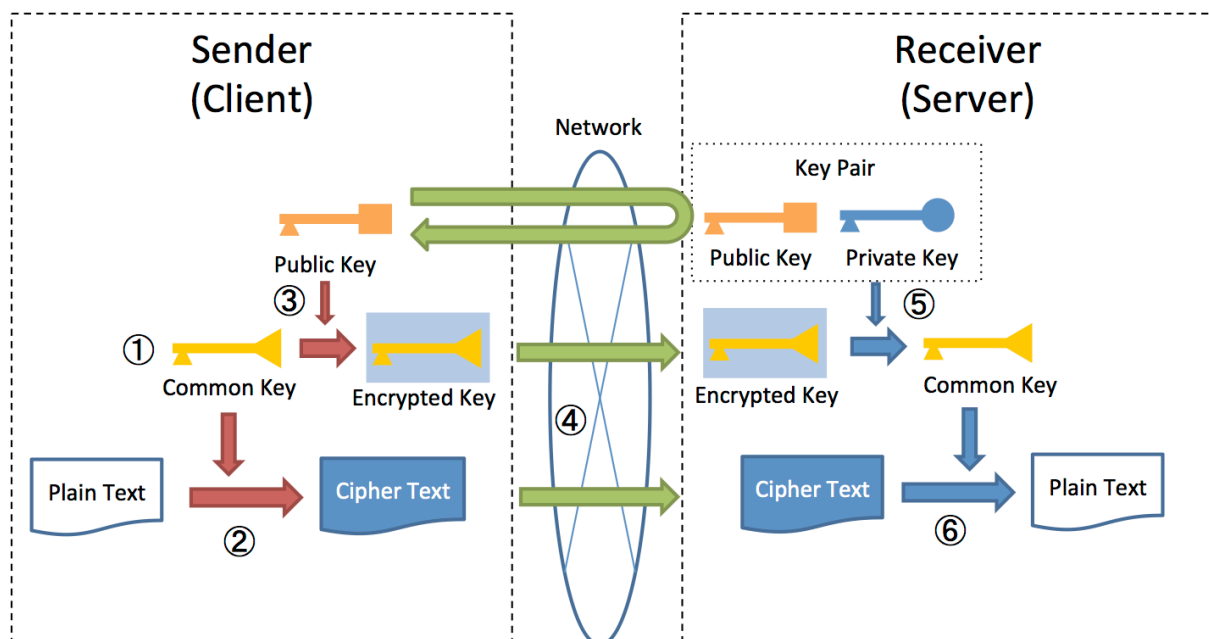 Sender
(Client)
Receiver
(Server)
Network
Key Pair
Public Key
Public Key
Private Key
③
⑤
①
Common Key
Encrypted Key
Encrypted Key
Common Key
④
Plain Text
Cipher Text
Cipher Text
Plain Text
②
⑥